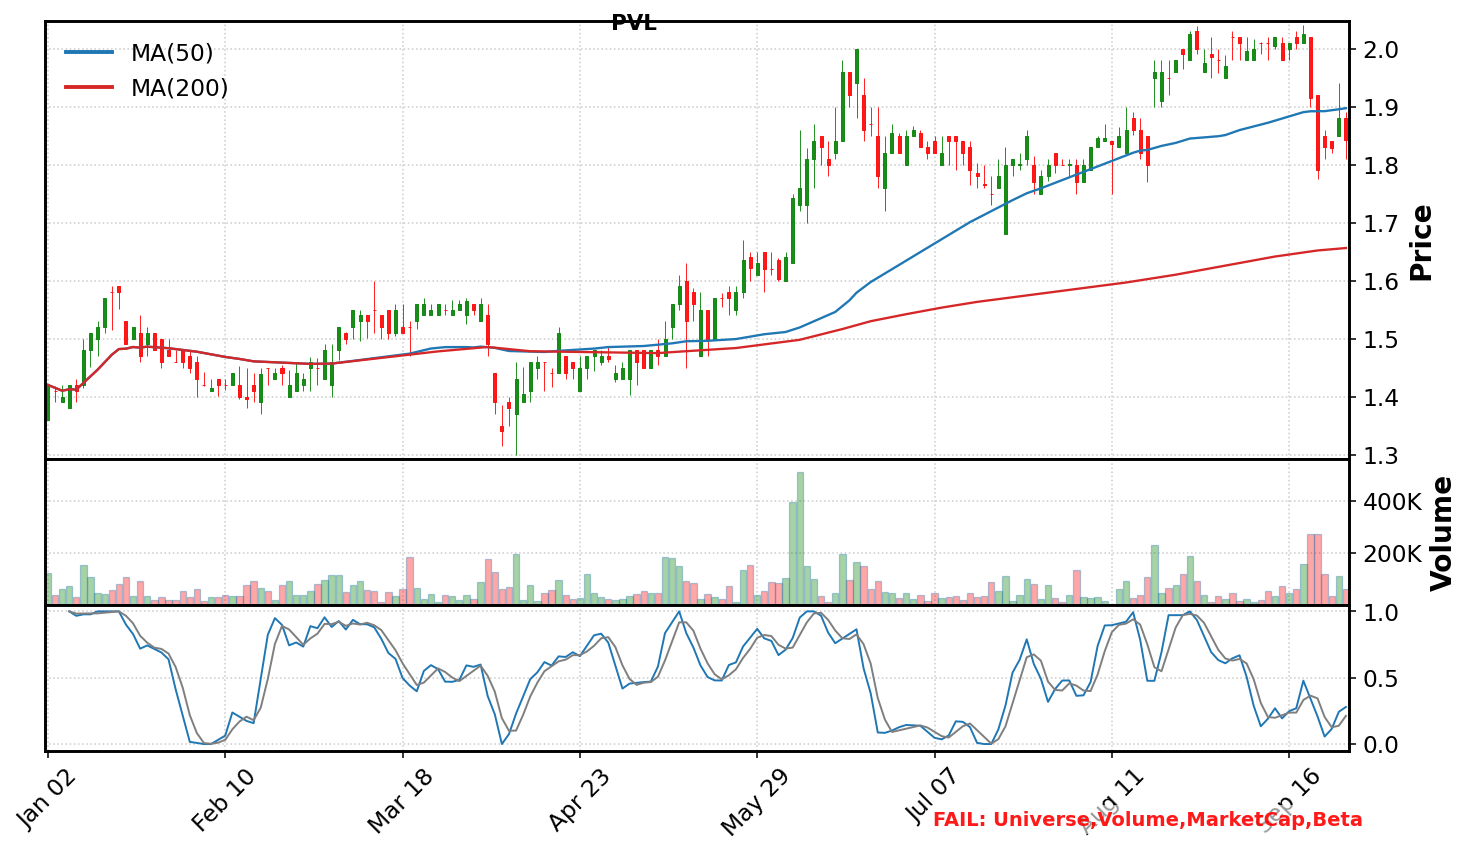 PVL
MA(50)
MA(200)
2.0
1.9
1.8
1.7
1.6
1.5
1.4
1.3
Price
400K
200K
Volume
1.0
0.5
0.0
Jan 02
Feb 10
Mar 18
Apr 23
May 29
Jul 07
Aug 11
Sep 16
FAIL: Universe,Volume,MarketCap,Beta